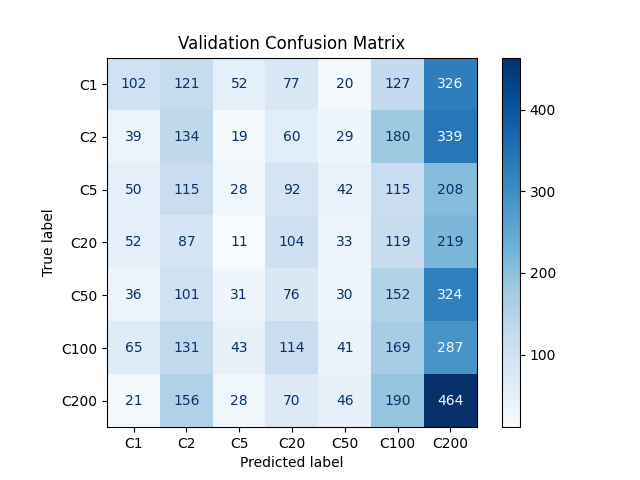 Validation Confusion Matrix
True label
C1 102 121 52 77 20 127 326
C2 39 134 19 60 29 180 339
C5 50 115 28 92 42 115 208
C20 52 87 11 104 33 119 219
C50 36 101 31 76 30 152 324
C100 65 131 43 114 41 169 287
C200 21 156 28 70 46 190 464
C1 C2 C5 C20 C50 C100 C200
Predicted label
400
300
200
100